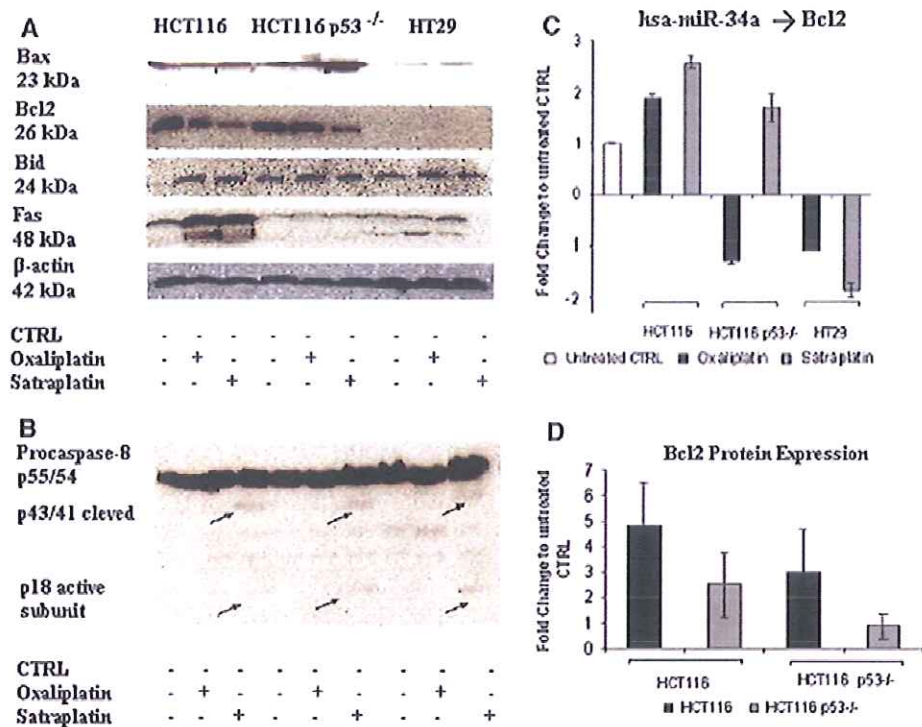 A
HCT116 HCT116 p53 -/- HT29
Bax
23 kDa
Bcl2
26 kDa
Bid
24 kDa
Fas
48 kDa
β-actin
42 kDa
CTRL - - - - - - - - -
Oxaliplatin - + - - + - - + -
Satraplatin - - + - - + - - +
B
Procaspase-8
p55/54
p43/41 cleved
p18 active
subunit
CTRL - - - - - - - - -
Oxaliplatin - + - - + - - + -
Satraplatin - - + - - + - - +
C
hsa-miR-34a → Bcl2
Fold Change to untreated CTRL
3
2
1
0
1
-2
HCT116 HCT116 p53-/- HT29
Untreated CTRL Oxaliplatin Satraplatin
D
Bcl2 Protein Expression
Fold Change to untreated
CTRL
7
6
5
4
3
2
1
0
HCT116 HCT116 p53-/-
HCT116 HCT116 p53-/-